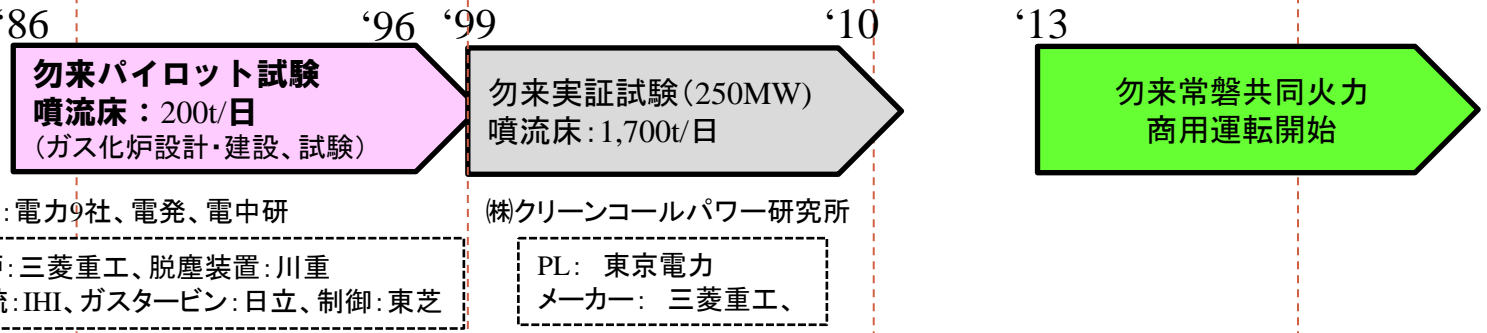 ‘86
‘96
‘99
‘10
‘13
勿来パイロット試験
噴流床：200t/日
（ガス化炉設計・建設、試験）
勿来実証試験（250MW）
噴流床：1,700t/日
勿来常磐共同火力
商用運転開始
：電力9社、電発、電中研
㈱クリーンコールパワー研究所
：三菱重工、脱塵装置：川重
：IHI、ガスタービン：日立、制御：東芝
PL： 東京電力
メーカー： 三菱重工、